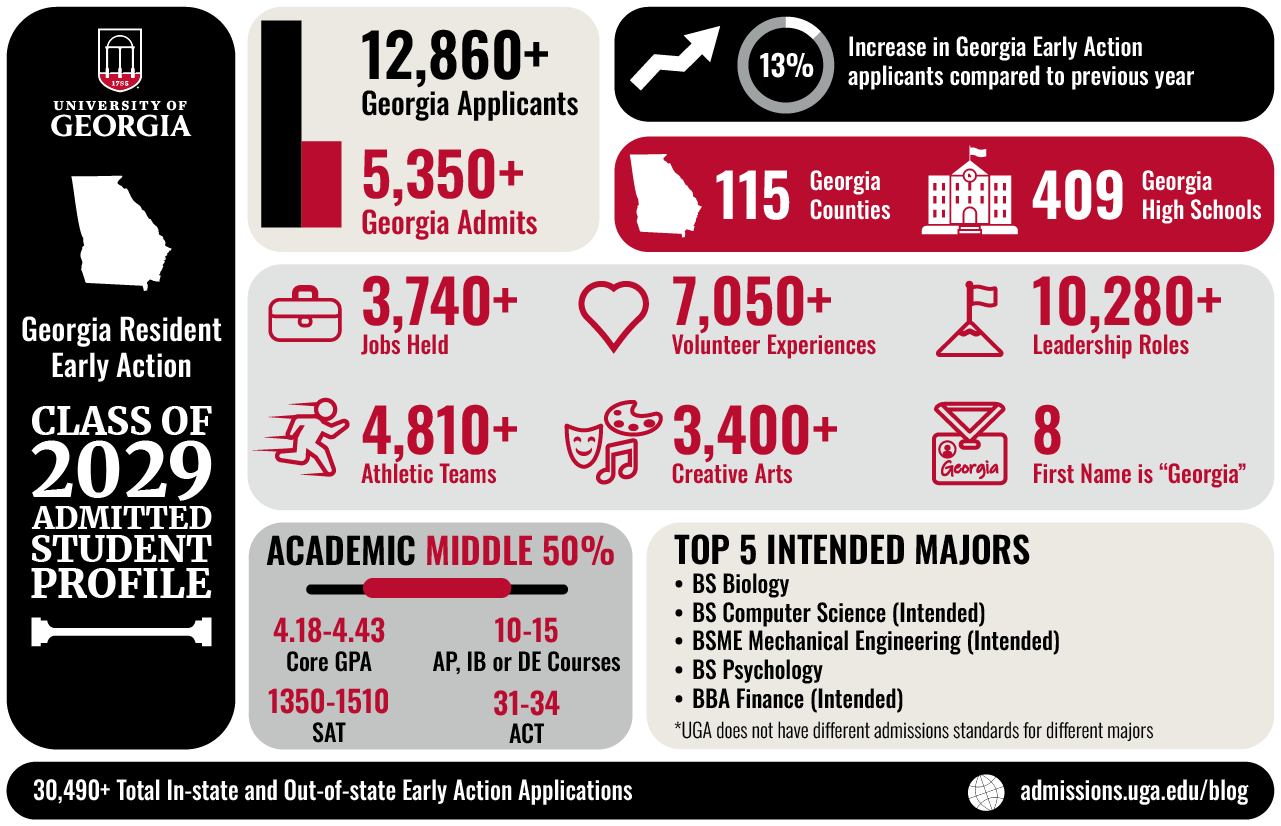 1785
UNIVERSITY OF
GEORGIA
Georgia Resident
Early Action
CLASS OF
2029
ADMITTED
STUDENT
PROFILE
12,860+
Georgia Applicants
5,350+
Georgia Admits
13%
Increase in Georgia Early Action
applicants compared to previous year
115
Georgia
Counties
409
Georgia
High Schools
3,740+
Jobs Held
7,050+
Volunteer Experiences
10,280+
Leadership Roles
4,810+
Athletic Teams
3,400+
Creative Arts
Georgia
8
First Name is “Georgia”
ACADEMIC MIDDLE 50%
4.18-4.43
Core GPA
10-15
AP, IB or DE Courses
1350-1510
SAT
31-34
ACT
TOP 5 INTENDED MAJORS
• BS Biology
• BS Computer Science (Intended)
• BSME Mechanical Engineering (Intended)
• BS Psychology
• BBA Finance (Intended)
*UGA does not have different admissions standards for different majors
30,490+ Total In-state and Out-of-state Early Action Applications
admissions.uga.edu/blog